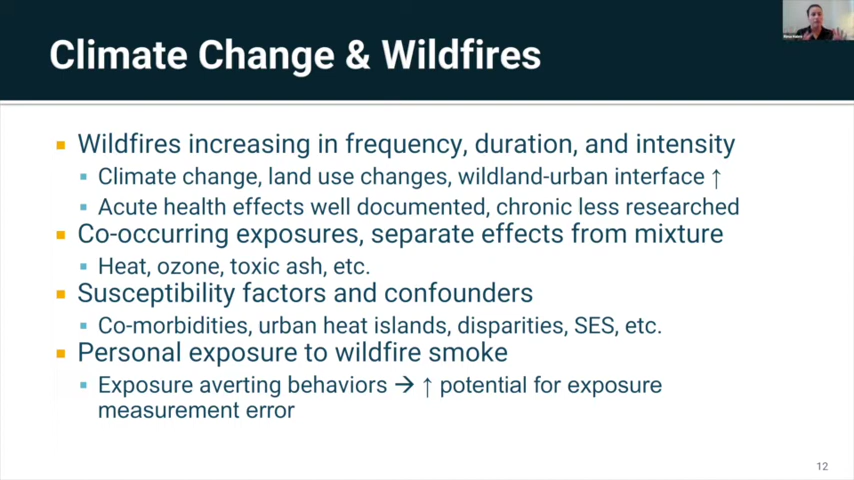 Climate Change & Wildfires
Wildfires increasing in frequency, duration, and intensity
Climate change, land use changes, wildland-urban interface ↑
Acute health effects well documented, chronic less researched
Co-occurring exposures, separate effects from mixture
Heat, ozone, toxic ash, etc.
Susceptibility factors and confounders
Co-morbidities, urban heat islands, disparities, SES, etc.
Personal exposure to wildfire smoke
Exposure averting behaviors → ↑ potential for exposure
measurement error
12